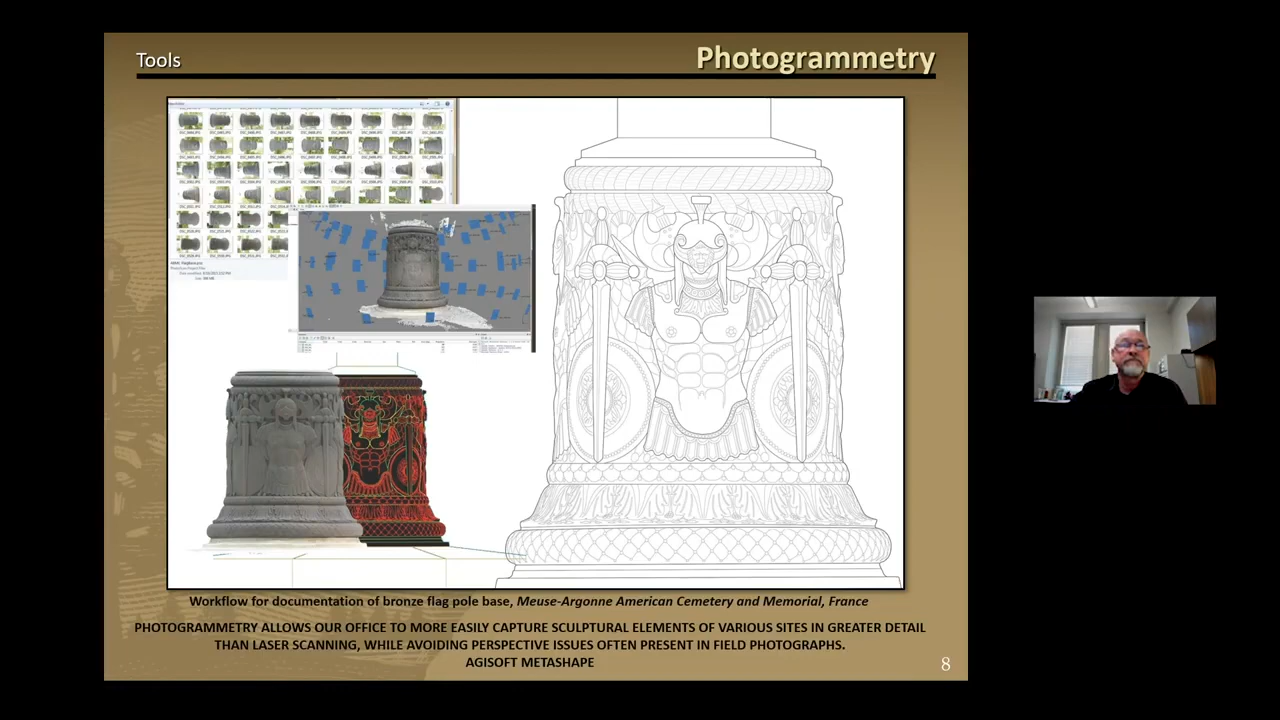 Tools
Photogrammetry
Workflow for documentation of bronze flag pole base, Meuse-Argonne American Cemetery and Memorial, France
PHOTOGRAMMETRY ALLOWS OUR OFFICE TO MORE EASILY CAPTURE SCULPTURAL ELEMENTS OF VARIOUS SITES IN GREATER DETAIL
THAN LASER SCANNING, WHILE AVOIDING PERSPECTIVE ISSUES OFTEN PRESENT IN FIELD PHOTOGRAPHS.
AGISOFT METASHAPE
8